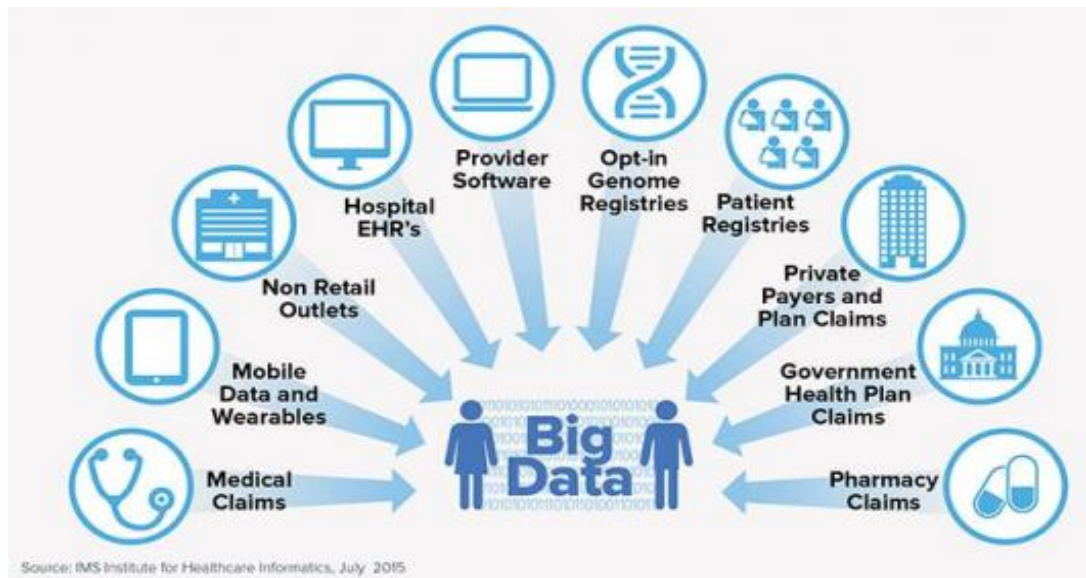 Provider
Software
Opt-in
Genome
Registries
Hospital
EHR's
Patient
Registries
Non Retail
Outlets
Private
Payers and
Plan Claims
Mobile
Data and
Wearables
Government
Health Plan
Claims
Medical
Claims
Big
Data
Pharmacy
Claims
Source: IMS Institute for Healthcare Informatics, July 2015